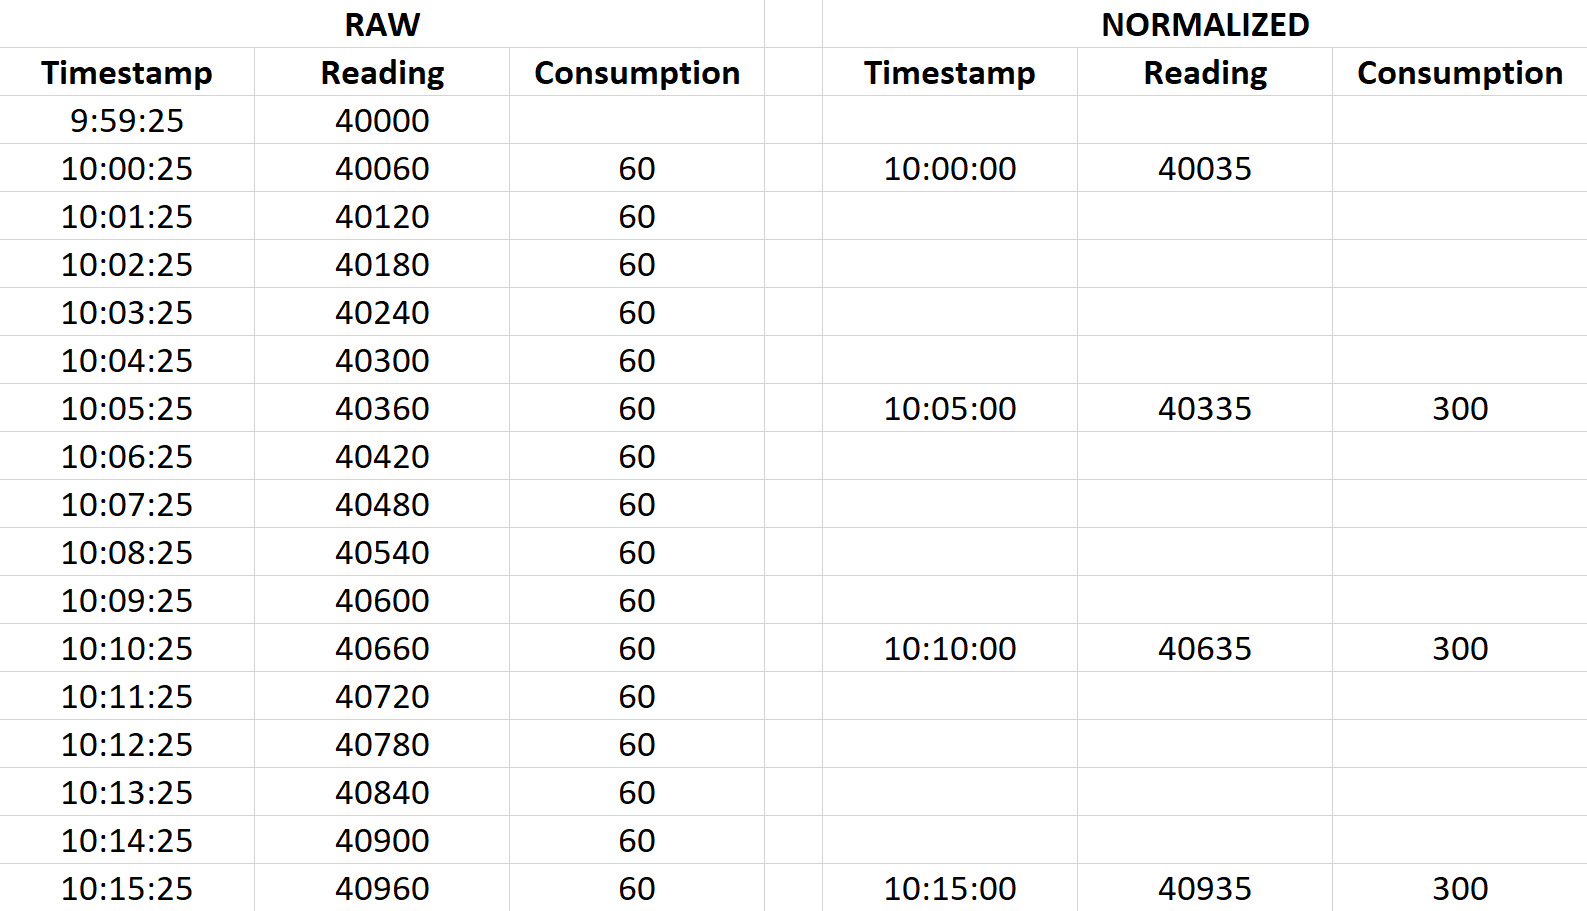 RAW NORMALIZED
Timestamp Reading Consumption Timestamp Reading Consumption
9:59:25 40000
10:00:25 40060 60 10:00:00 40035
10:01:25 40120 60
10:02:25 40180 60
10:03:25 40240 60
10:04:25 40300 60
10:05:25 40360 60 10:05:00 40335 300
10:06:25 40420 60
10:07:25 40480 60
10:08:25 40540 60
10:09:25 40600 60
10:10:25 40660 60 10:10:00 40635 300
10:11:25 40720 60
10:12:25 40780 60
10:13:25 40840 60
10:14:25 40900 60
10:15:25 40960 60 10:15:00 40935 300